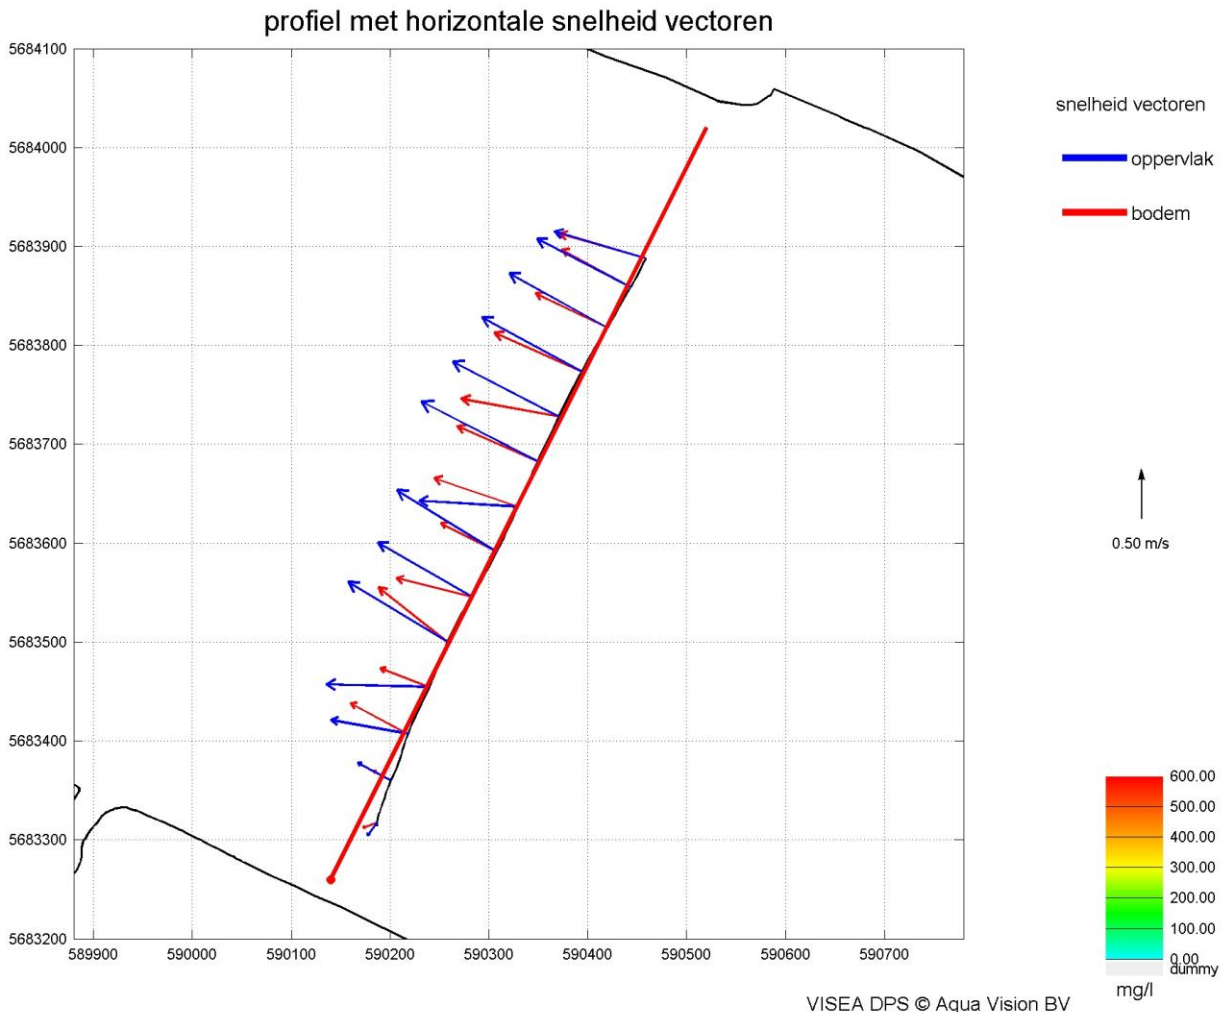 profiel met horizontale snelheid vectoren
5684100
5684000
5683900
5683800
5683700
5683600
5683500
5683400
5683300
5683200
589900 590000 590100 590200 590300 590400 590500 590600 590700
snelheid vectoren
oppervlak
bodem
0.50 m/s
600.00
500.00
400.00
300.00
200.00
100.00
0.00
dummy
mg/l
VISEA DPS © Aqua Vision BV